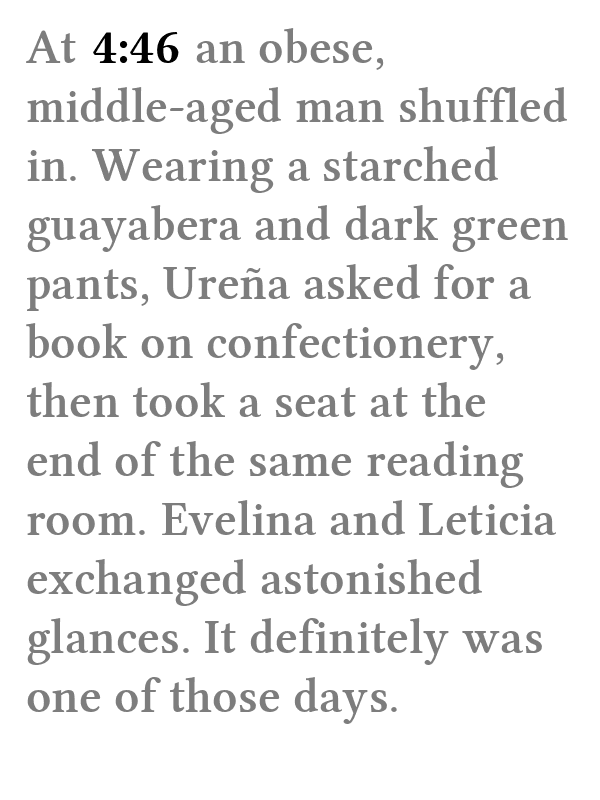 At 4:46 an obese,
middle-aged man shuffled
in. Wearing a starched
guayabera and dark green
pants, Ureña asked for a
book on confectionery,
then took a seat at the
end of the same reading
room. Evelina and Leticia
exchanged astonished
glances. It definitely was
one of those days.